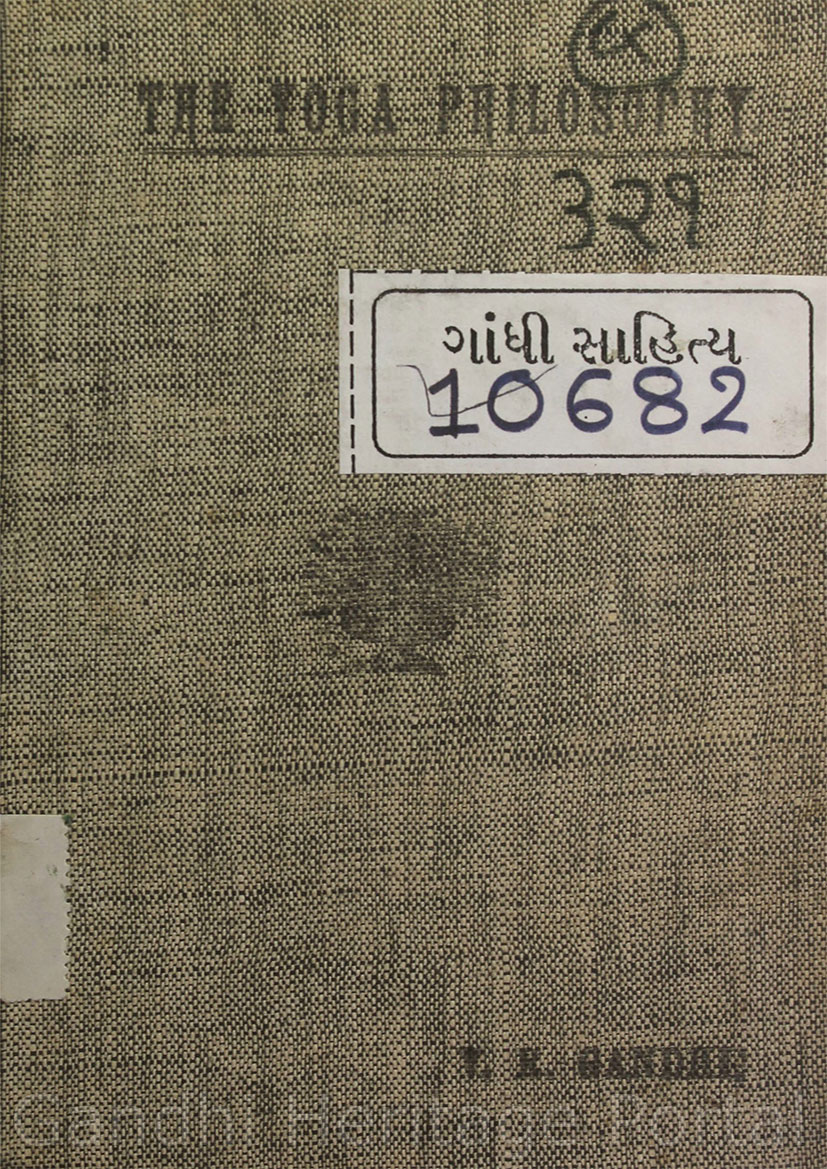 THE YOGA PHILOSOPHY.
૩૨૧
ગાંધી સાહિત્ય
10682
V. R. GANDHI.
Gandhi Heritage Portal